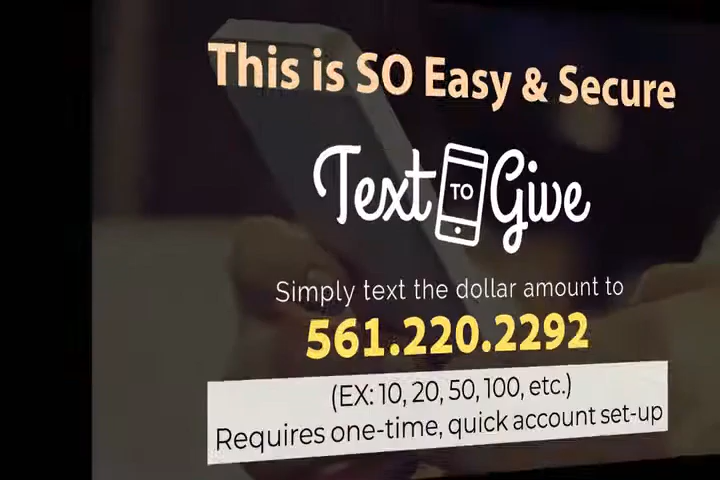 This is SO Easy & Secure
Text TO Give
Simply text the dollar amount to
561.220.2292
(EX: 10, 20, 50, 100, etc.)
Requires one-time, quick account set-up